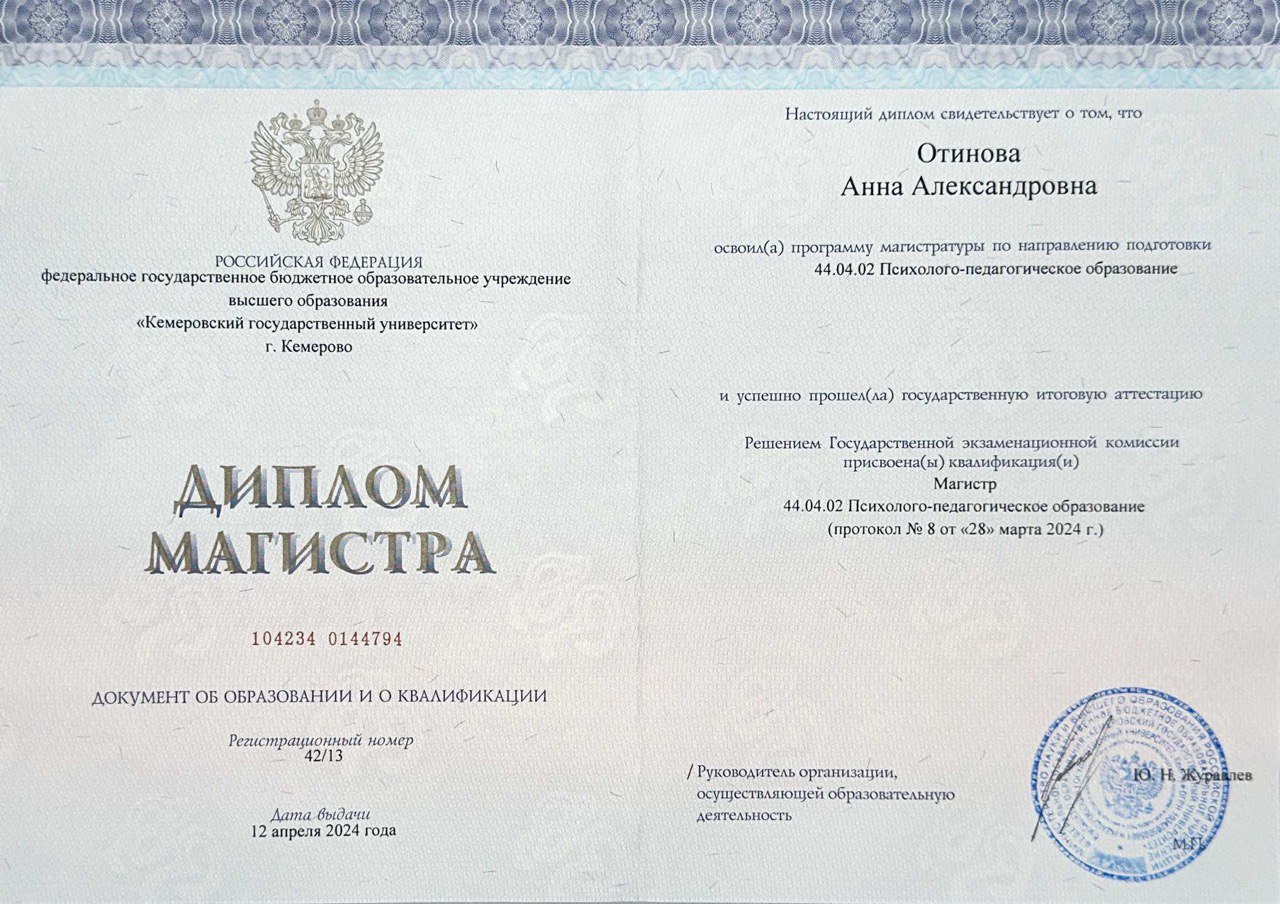 РОССИЙСКАЯ ФЕДЕРАЦИЯ
федеральное государственное бюджетное образовательное учреждение
высшего образования
«Кемеровский государственный университет»
г. Кемерово
ДИПЛОМ
МАГИСТРА
104234 0144794
ДОКУМЕНТ ОБ ОБРАЗОВАНИИ И О КВАЛИФИКАЦИИ
Регистрационный номер
42/13
Дата выдачи
12 апреля 2024 года
Настоящий диплом свидетельствует о том, что
Отинова
Анна Александровна
освоил(а) программу магистратуры по направлению подготовки
44.04.02 Психолого-педагогическое образование
и успешно прошел(ла) государственную итоговую аттестацию
Решением Государственной экзаменационной комиссии
присвоена(ы) квалификация(и)
Магистр
44.04.02 Психолого-педагогическое образование
(протокол № 8 от «28» марта 2024 г.)
/ Руководитель организации,
осуществляющей образовательную
деятельность
Ю. Н. Журавлев
М.П.